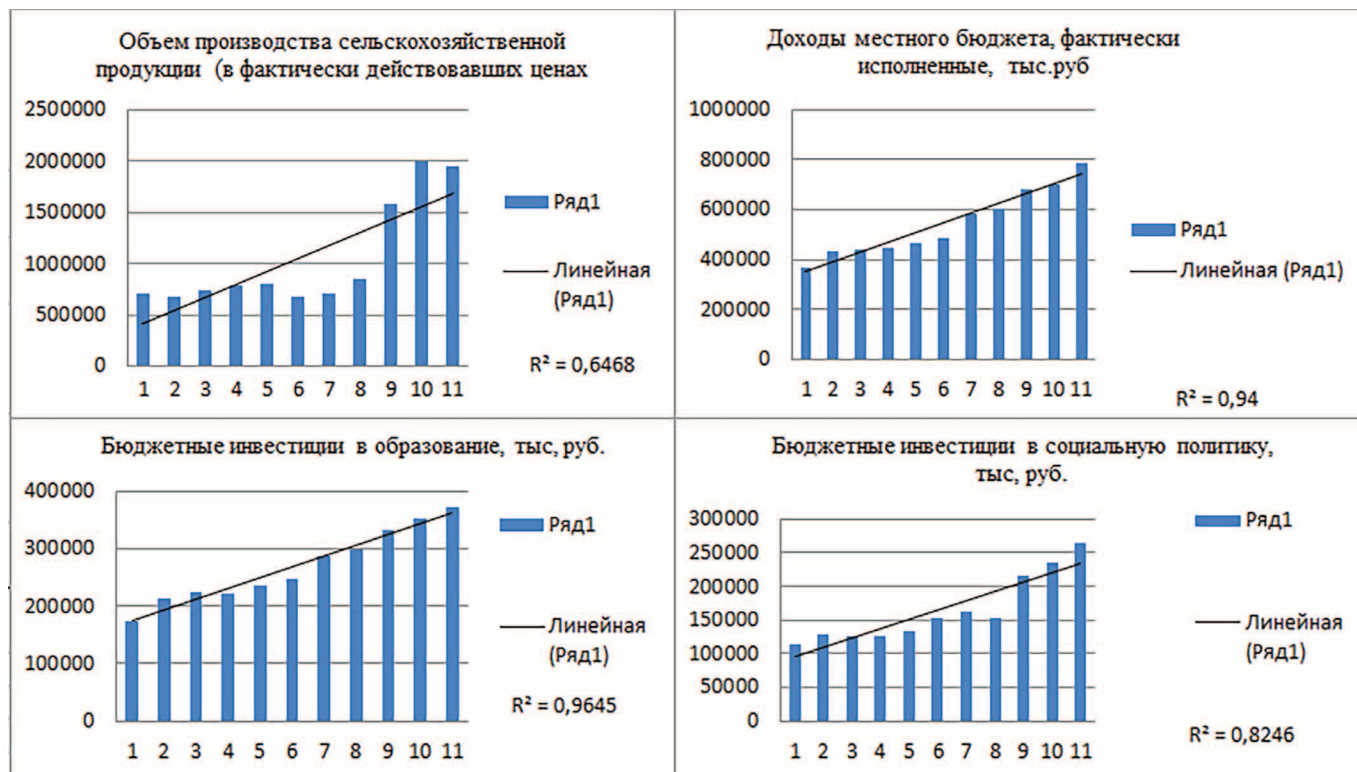 Объем производства сельскохозяйственной
продукции (в фактически действовавших ценах
2500000
2000000
1500000
1000000
500000
0
1 2 3 4 5 6 7 8 9 10 11
Ряд1
Линейная
(Ряд1)
R² = 0,6468
Доходы местного бюджета, фактически
исполненные, тыс.руб
1000000
800000
600000
400000
200000
0
1 2 3 4 5 6 7 8 9 10 11
Ряд1
Линейная (Ряд1)
R² = 0,94
Бюджетные инвестиции в образование, тыс, руб.
400000
300000
200000
100000
0
1 2 3 4 5 6 7 8 9 10 11
Ряд1
Линейная
(Ряд1)
R² = 0,9645
Бюджетные инвестиции в социальную политику,
тыс, руб.
300000
250000
200000
150000
100000
50000
0
1 2 3 4 5 6 7 8 9 10 11
Ряд1
Линейная
(Ряд1)
R² = 0,8246